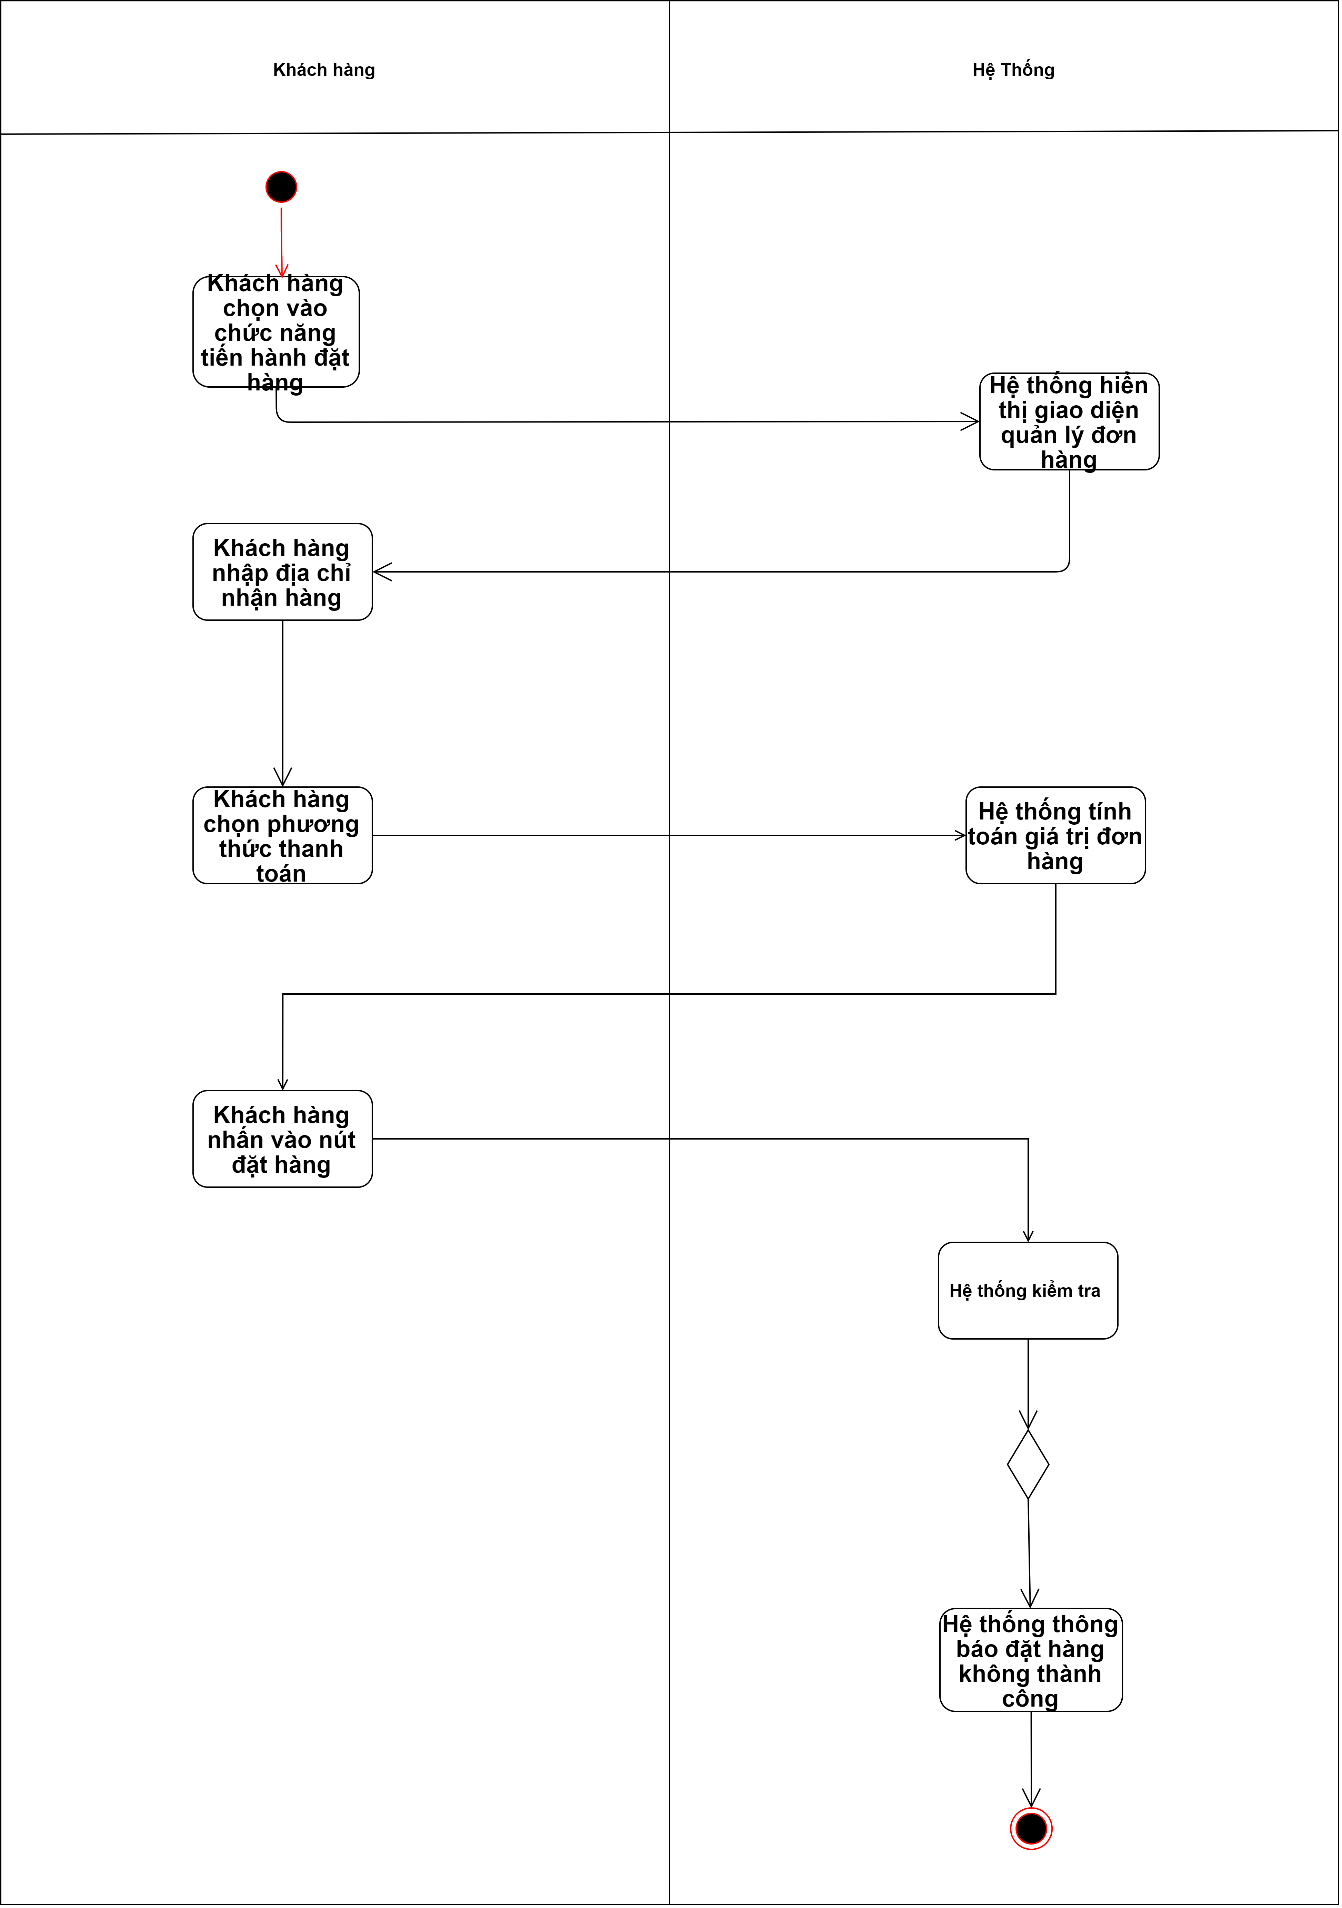 Khách hàng
Hệ Thống
Khách hàng
chọn vào
chức năng
tiến hành đặt
hàng
Hệ thống hiển
thị giao diện
quản lý đơn
hàng
Khách hàng
nhập địa chỉ
nhận hàng
Khách hàng
chọn phương
thức thanh
toán
Hệ thống tính
toán giá trị đơn
hàng
Khách hàng
nhấn vào nút
đặt hàng
Hệ thống kiểm tra
Hệ thống thông
báo đặt hàng
không thành
công